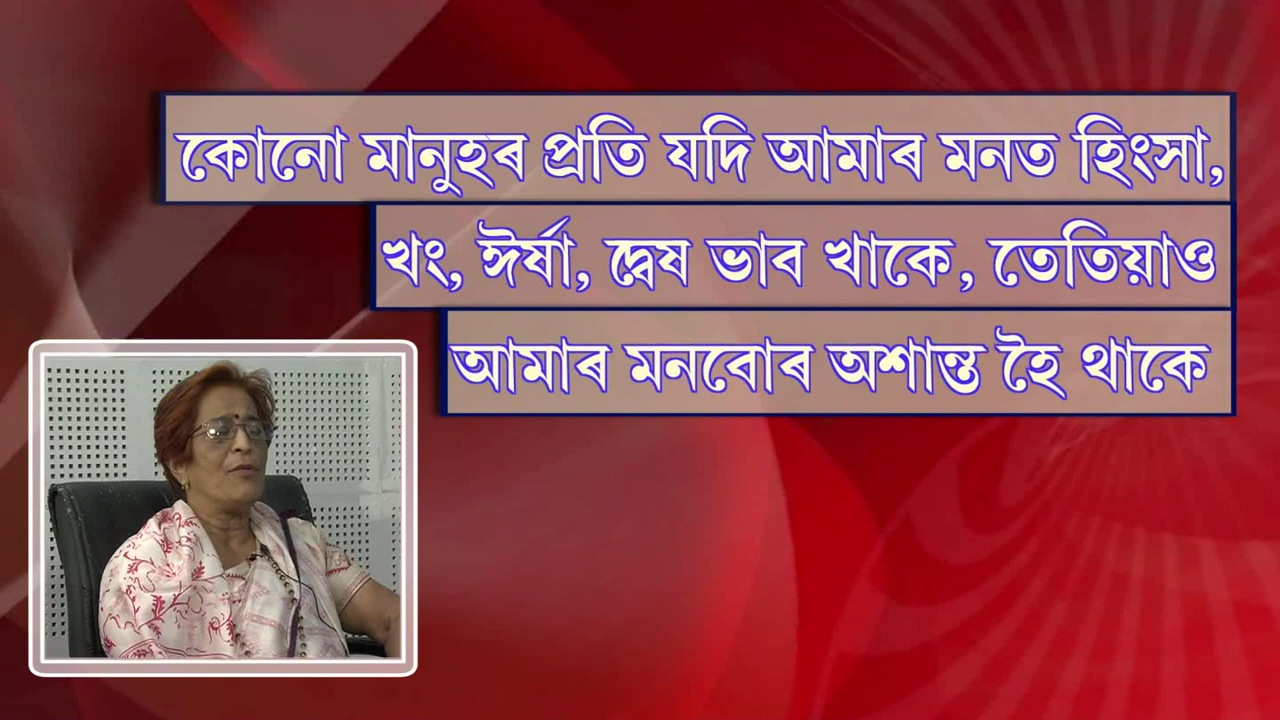 কোনো মানুহৰ প্ৰতি যদি আমাৰ মনত হিংসা,
খং, ঈৰ্ষা, দ্বেষ ভাব খাকে, তেতিয়াও
আমাৰ মনবোৰ অশান্ত হৈ থাকে